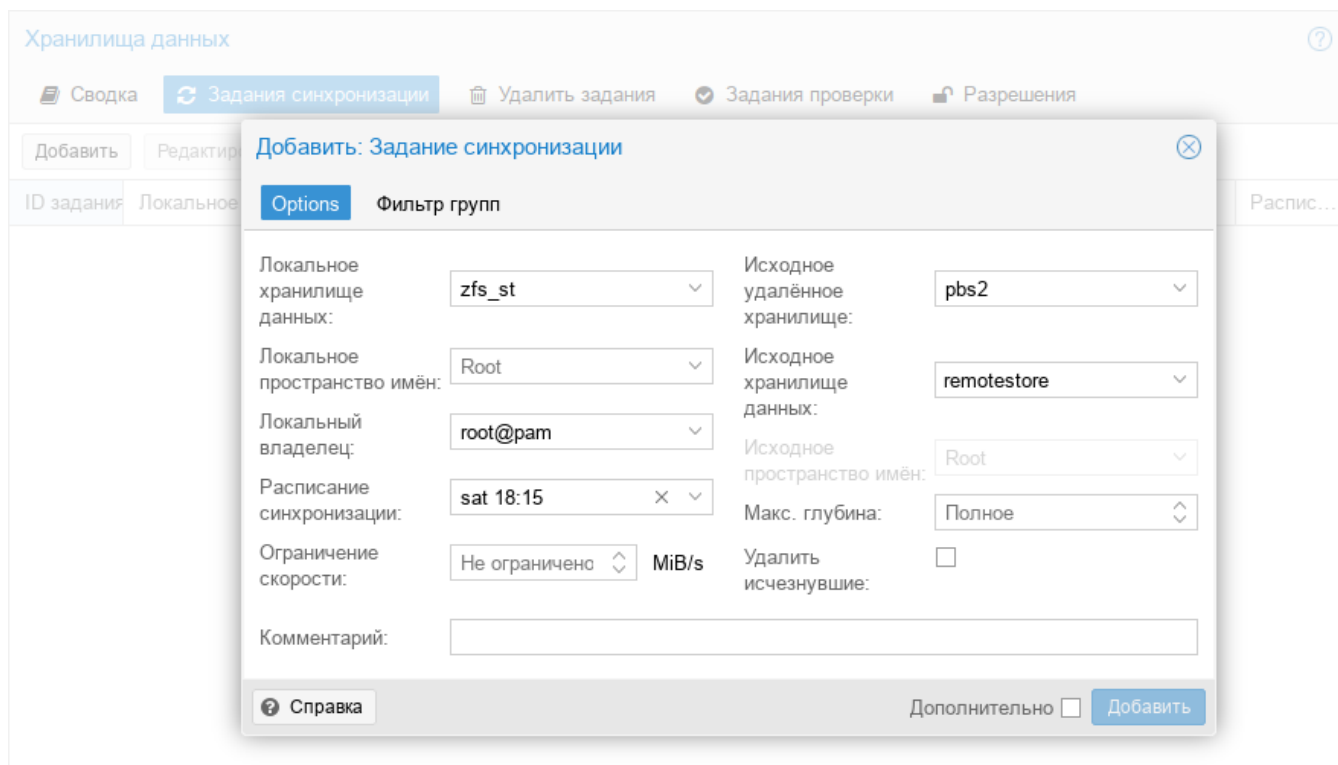 Хранилища данных
Сводка Задания синхронизации Удалить задания Задания проверки Разрешения
Добавить
Добавить: Задание синхронизации
ID задания Локальное Распис...
Options Фильтр групп
Локальное
хранилище
данных:
zfs_st
Исходное
удалённое
хранилище:
pbs2
Локальное
пространство имён:
Root
Исходное
хранилище
данных:
remotestore
Локальный
владелец:
root@pam
Исходное
пространство имён:
Root
Расписание
синхронизации:
sat 18:15
Макс. глубина:
Полное
Ограничение
скорости:
Не ограничено MiB/s
Удалить
исчезнувшие:
Комментарий:
Справка Дополнительно Добавить